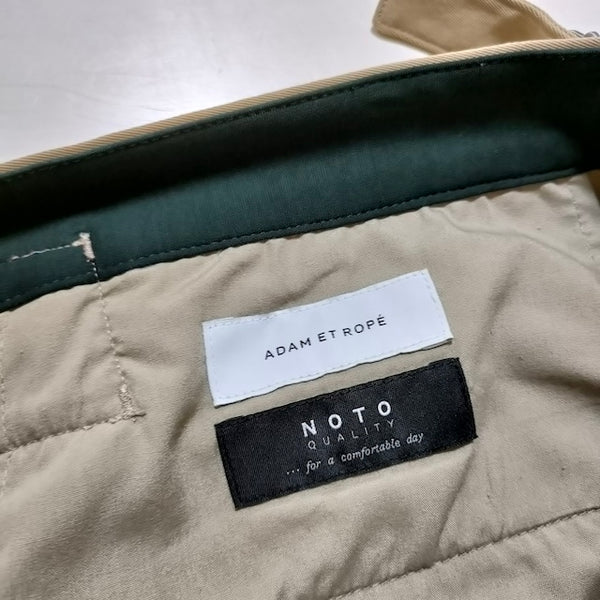 ADAM ET ROPÉ
NOTO
QUALITY
... for a comfortable day